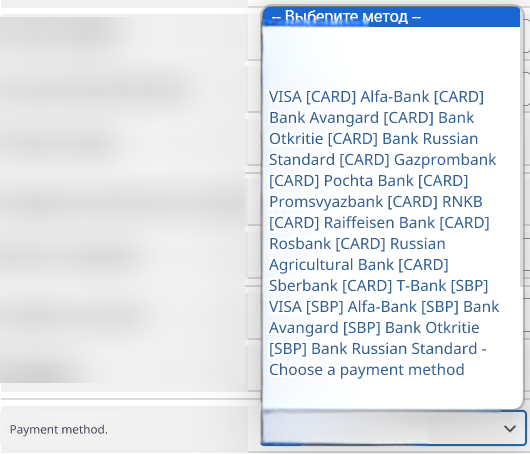 -- Выберите метод --
VISA [CARD] Alfa-Bank [CARD]
Bank Avangard [CARD] Bank
Otkritie [CARD] Bank Russian
Standard [CARD] Gazprombank
[CARD] Pochta Bank [CARD]
Promsvyazbank [CARD] RNKB
[CARD] Raiffeisen Bank [CARD]
Rosbank [CARD] Russian
Agricultural Bank [CARD]
Sberbank [CARD] T-Bank [SBP]
VISA [SBP] Alfa-Bank [SBP] Bank
Avangard [SBP] Bank Otkritie
[SBP] Bank Russian Standard -
Choose a payment method
Payment method.